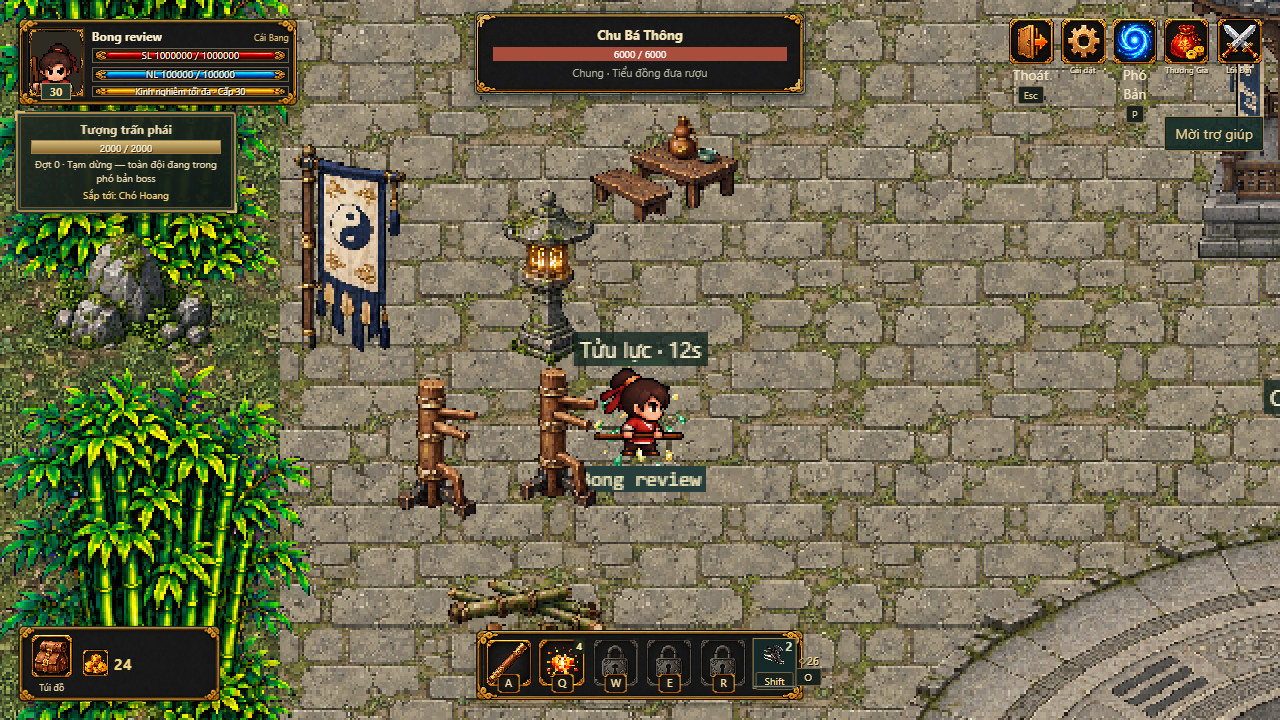 Bong review
Cái Bang
SL 1000000 / 1000000
NL 100000 / 100000
Kinh nghiệm tối đa · Cấp 30
30
Tượng trấn phái
2000 / 2000
Đợt 0 · Tạm dừng — toàn đội đang trong
phó bản boss
Sắp tới: Chó Hoang
Chu Bá Thông
6000 / 6000
Chung · Tiểu đồng đưa rượu
Thoát
Esc
Cài đặt
Phó
Bản
P
Thương Gia
Mời trợ giúp
Tửu lực · 12s
Bong review
24
Túi đồ
A
4
Q
W
E
R
2
Shift
26
O